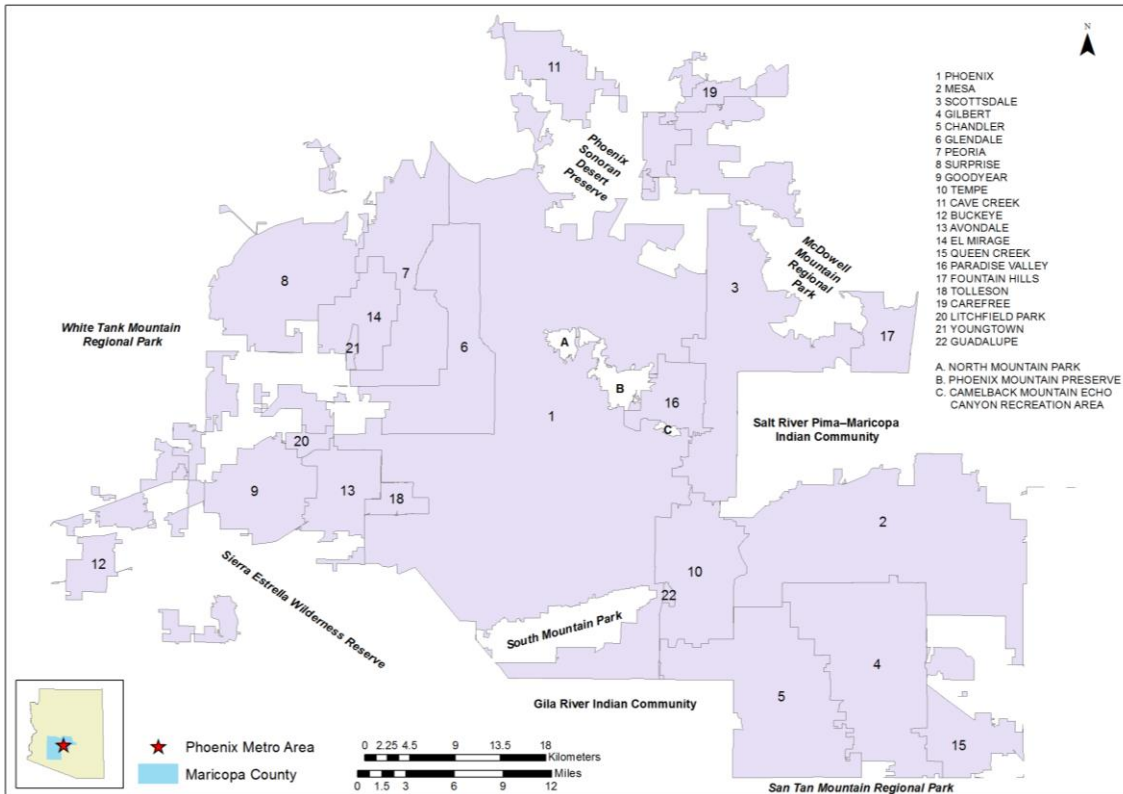 N
1 PHOENIX
2 MESA
3 SCOTTSDALE
4 GILBERT
5 CHANDLER
6 GLENDALE
7 PEORIA
8 SURPRISE
9 GOODYEAR
10 TEMPE
11 CAVE CREEK
12 BUCKEYE
13 AVONDALE
14 EL MIRAGE
15 QUEEN CREEK
16 PARADISE VALLEY
17 FOUNTAIN HILLS
18 TOLLESON
19 CAREFREE
20 LITCHFIELD PARK
21 YOUNGTOWN
22 GUADALUPE
A. NORTH MOUNTAIN PARK
B. PHOENIX MOUNTAIN PRESERVE
C. CAMELBACK MOUNTAIN ECHO
CANYON RECREATION AREA
11
19
Phoenix
Sonoran
Desert
Preserve
McDowell
Mountain
Regional
Park
8
7
3
White Tank Mountain
Regional Park
14
21
6
A
17
B
16
1
C
Salt River Pima–Maricopa
Indian Community
20
9
13
18
2
12
Sierra Estrella Wilderness Reserve
10
22
South Mountain Park
4
5
Gila River Indian Community
15
San Tan Mountain Regional Park
Phoenix Metro Area
Maricopa County
0 2.25 4.5 9 13.5 18
Kilometers
Miles
0 1.5 3 6 9 12